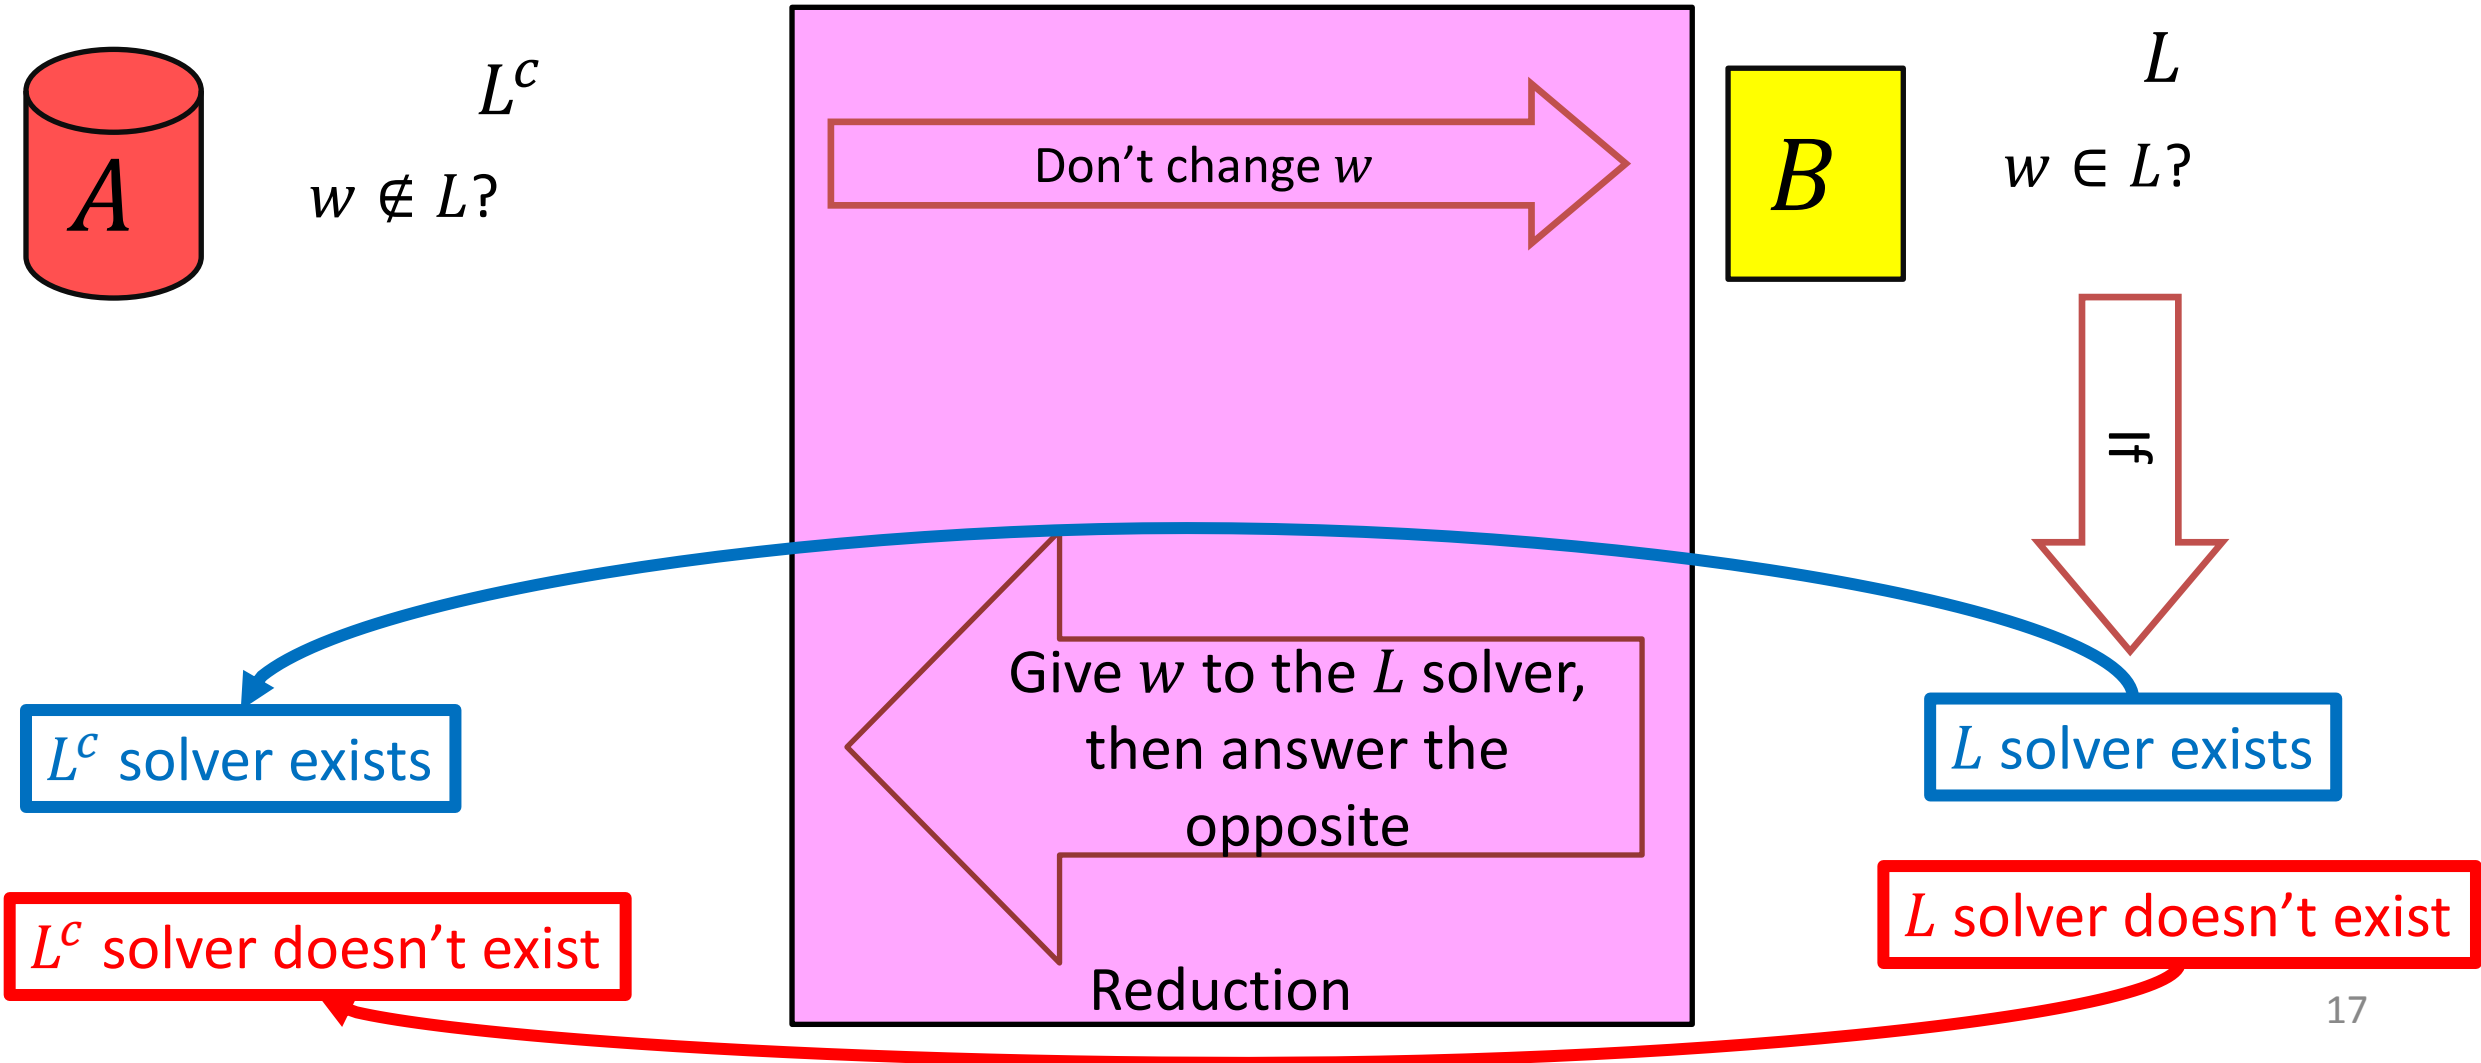 A
L^c
w ∉ L?
Don't change w
B
L
w ∈ L?
If
Give w to the L solver,
then answer the
opposite
L^c solver exists
L solver exists
L^c solver doesn't exist
L solver doesn't exist
Reduction
17